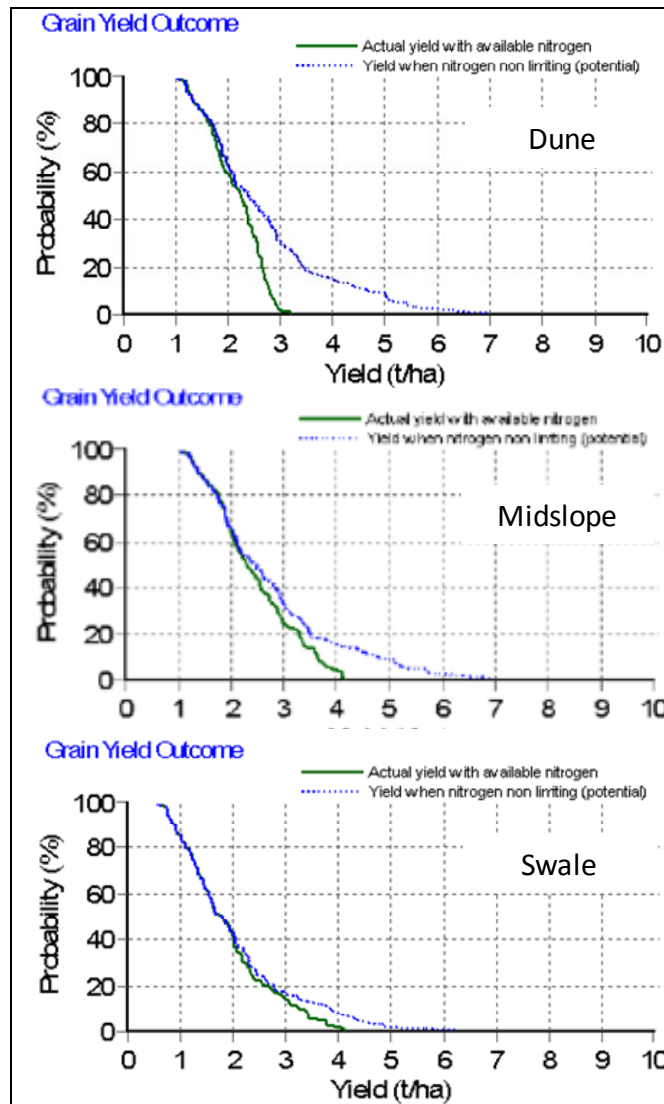 Grain Yield Outcome
Actual yield with available nitrogen
Yield when nitrogen non limiting (potential)
100
80
60
40
20
0
Probability (%)
Dune
0 1 2 3 4 5 6 7 8 9 10
Yield (t/ha)
Grain Yield Outcome
Actual yield with available nitrogen
Yield when nitrogen non limiting (potential)
100
80
60
40
20
0
Probability (%)
Midslope
0 1 2 3 4 5 6 7 8 9 10
Grain Yield Outcome
Actual yield with available nitrogen
Yield when nitrogen non limiting (potential)
100
80
60
40
20
0
Probability (%)
Swale
0 1 2 3 4 5 6 7 8 9 10
Yield (t/ha)